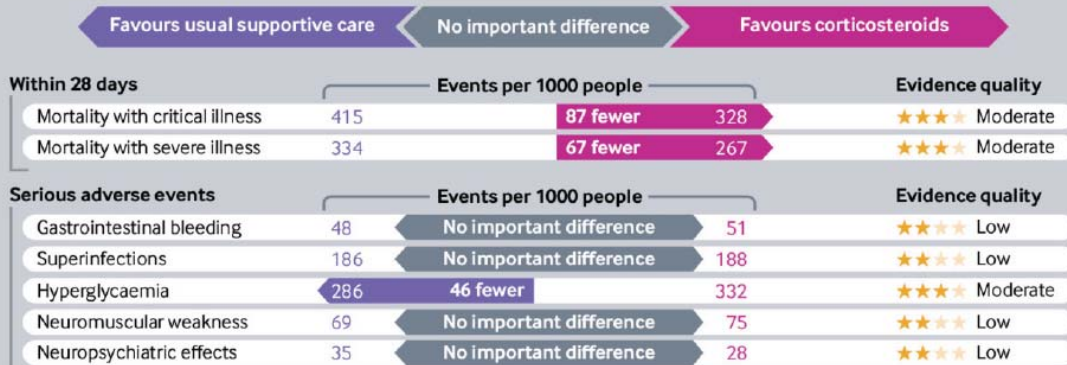 Favours usual supportive care No important difference Favours corticosteroids
Within 28 days Events per 1000 people Evidence quality
Mortality with critical illness 415 87 fewer 328 ★★★★ Moderate
Mortality with severe illness 334 67 fewer 267 ★★★★ Moderate
Serious adverse events Events per 1000 people Evidence quality
Gastrointestinal bleeding 48 No important difference 51 ★★★★ Low
Superinfections 186 No important difference 188 ★★★★ Low
Hyperglycaemia 286 46 fewer 332 ★★★★ Moderate
Neuromuscular weakness 69 No important difference 75 ★★★★ Low
Neuropsychiatric effects 35 No important difference 28 ★★★★ Low